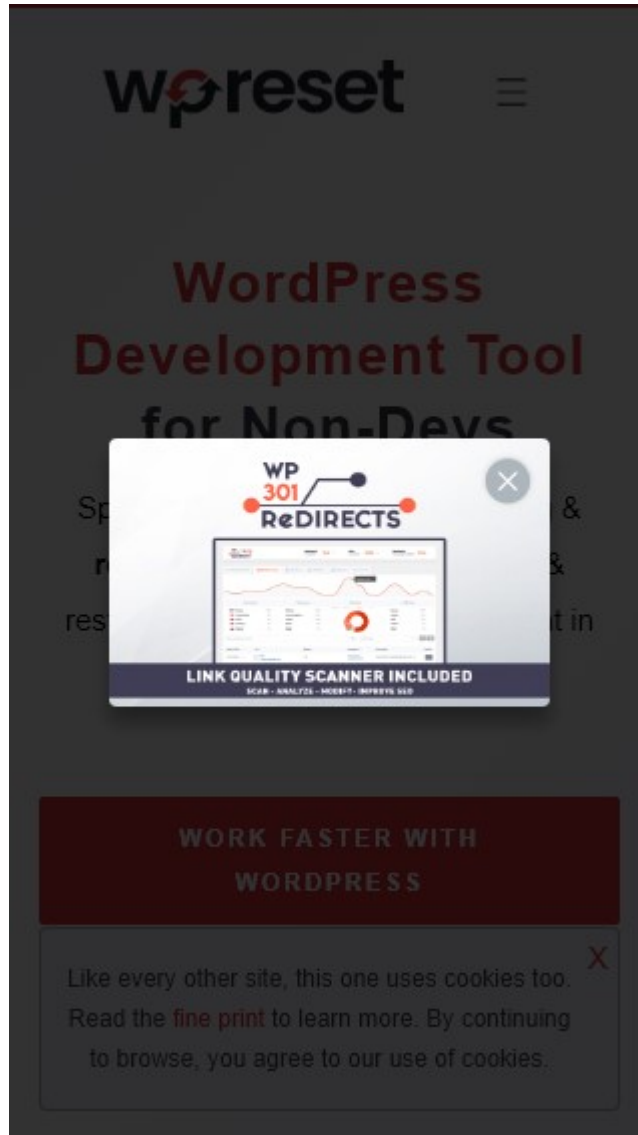 wpreset
WordPress
Development Tool
for Non-Devs
WP
301
ReDIRECTS
&
&
t in
LINK QUALITY SCANNER INCLUDED
SCAN - ANALYZE - MODIFY - IMPROVE SEO
WORK FASTER WITH
WORDPRESS
X
Like every other site, this one uses cookies too.
Read the fine print to learn more. By continuing
to browse, you agree to our use of cookies.